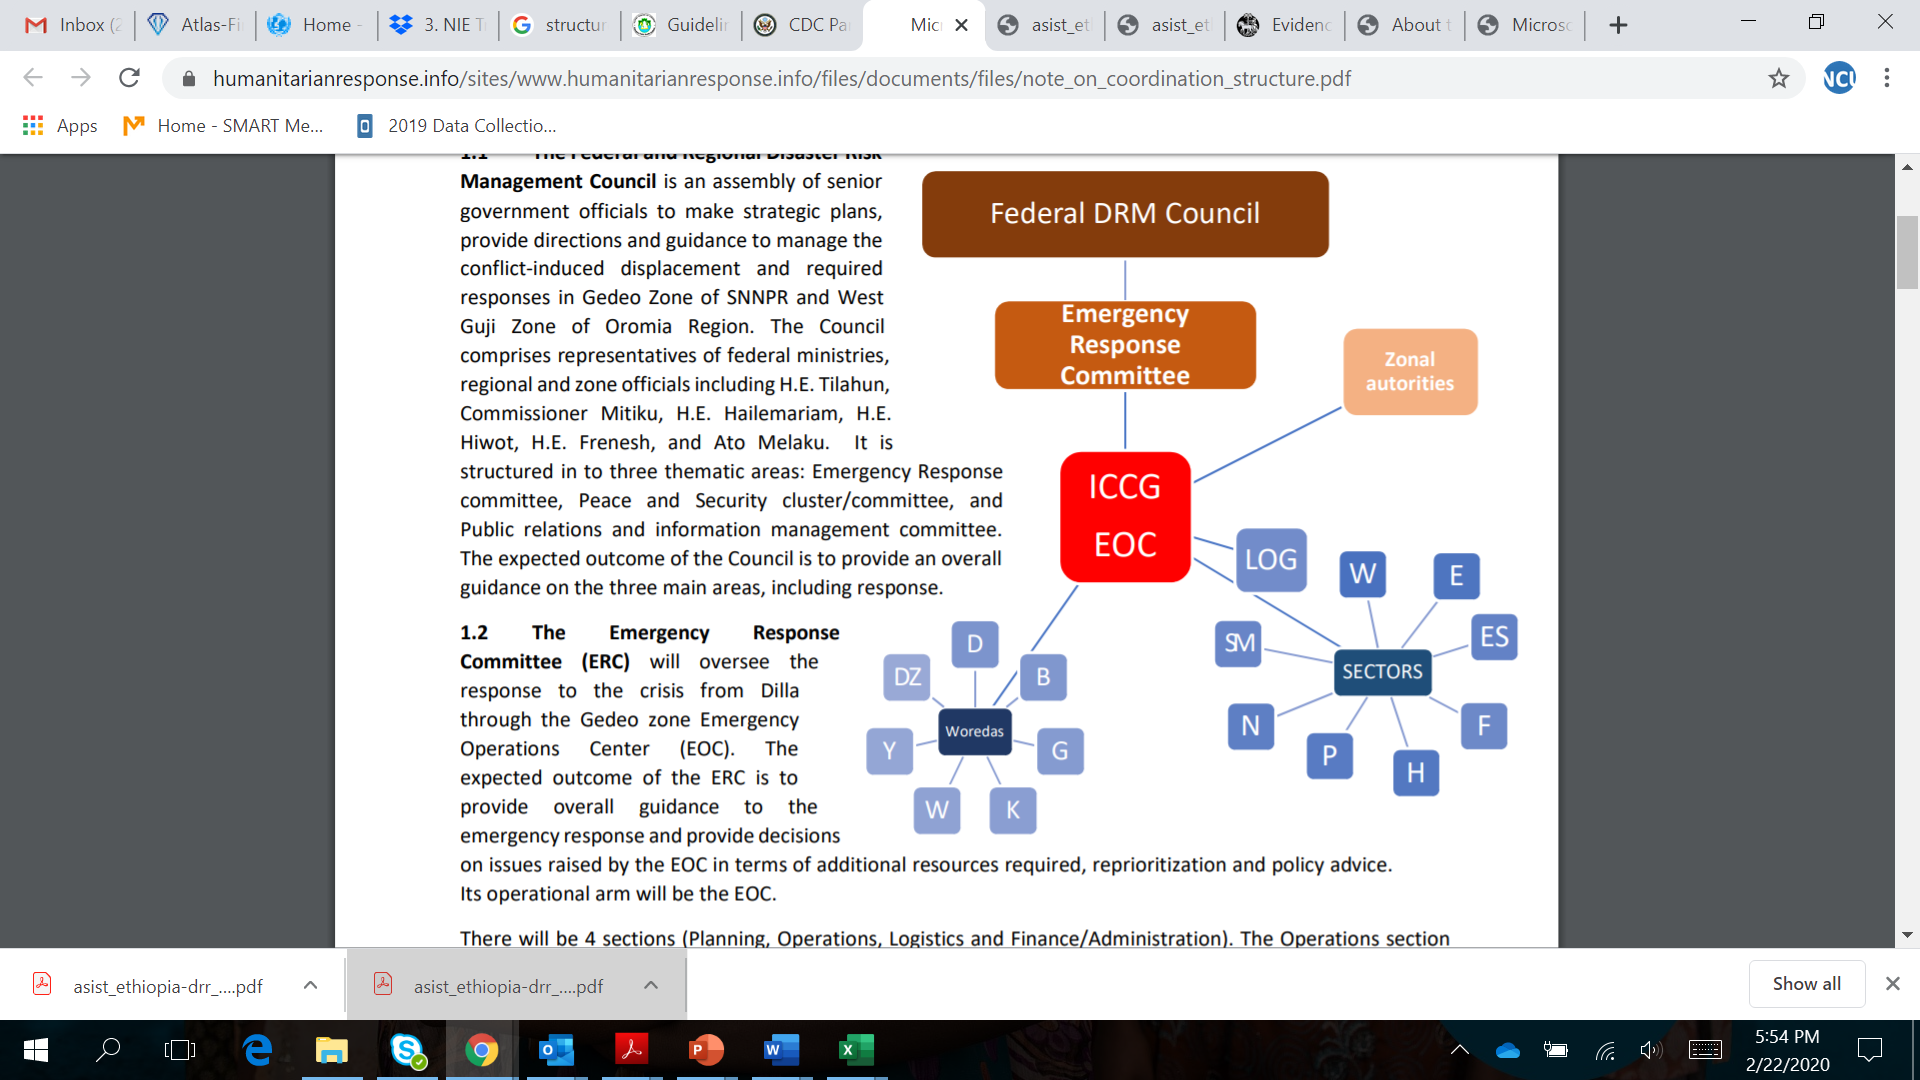 Inbox (2
Atlas-Fi
Home -
3. NIE T
structur
Guidelin
CDC Pa
Mic
asist_et
asist_et
Evidenc
About t
Microso
humanitarianresponse.info/sites/www.humanitarianresponse.info/files/documents/files/note_on_coordination_structure.pdf
Apps
Home - SMART Me...
2019 Data Collectio...
1.1 The Federal and Regional Disaster Risk
Management Council is an assembly of senior
government officials to make strategic plans,
provide directions and guidance to manage the
conflict-induced displacement and required
responses in Gedeo Zone of SNNPR and West
Guji Zone of Oromia Region. The Council
comprises representatives of federal ministries,
regional and zone officials including H.E. Tilahun,
Commissioner Mitiku, H.E. Hailemariam, H.E.
Hiwot, H.E. Frenesh, and Ato Melaku. It is
structured in to three thematic areas: Emergency Response
committee, Peace and Security cluster/committee, and
Public relations and information management committee.
The expected outcome of the Council is to provide an overall
guidance on the three main areas, including response.
1.2 The Emergency Response
Committee (ERC) will oversee the
response to the crisis from Dilla
through the Gedeo zone Emergency
Operations Center (EOC). The
expected outcome of the ERC is to
provide overall guidance to the
emergency response and provide decisions
on issues raised by the EOC in terms of additional resources required, reprioritization and policy advice.
Its operational arm will be the EOC.
There will be 4 sections (Planning, Operations, Logistics and Finance/Administration). The Operations section
Federal DRM Council
Emergency
Response
Committee
Zonal
autorities
ICCG
EOC
LOG
W
E
ES
SM
SECTORS
N
F
P
H
D
DZ
B
Woredas
Y
G
W
K
asist_ethiopia-drr_....pdf
asist_ethiopia-drr_....pdf
Show all
5:54 PM
2/22/2020